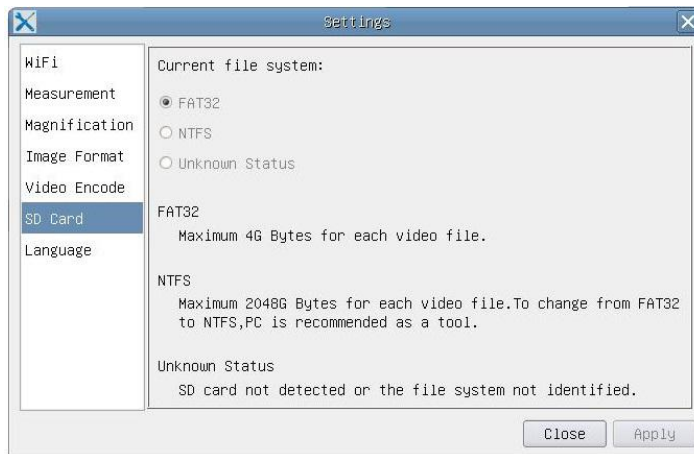 Settings
WiFi
Measurement
Magnification
Image Format
Video Encode
SD Card
Language
Current file system:
FAT32
NTFS
Unknown Status
FAT32
Maximum 4G Bytes for each video file.
NTFS
Maximum 2048G Bytes for each video file.To change from FAT32
to NTFS,PC is recommended as a tool.
Unknown Status
SD card not detected or the file system not identified.
Close
Apply